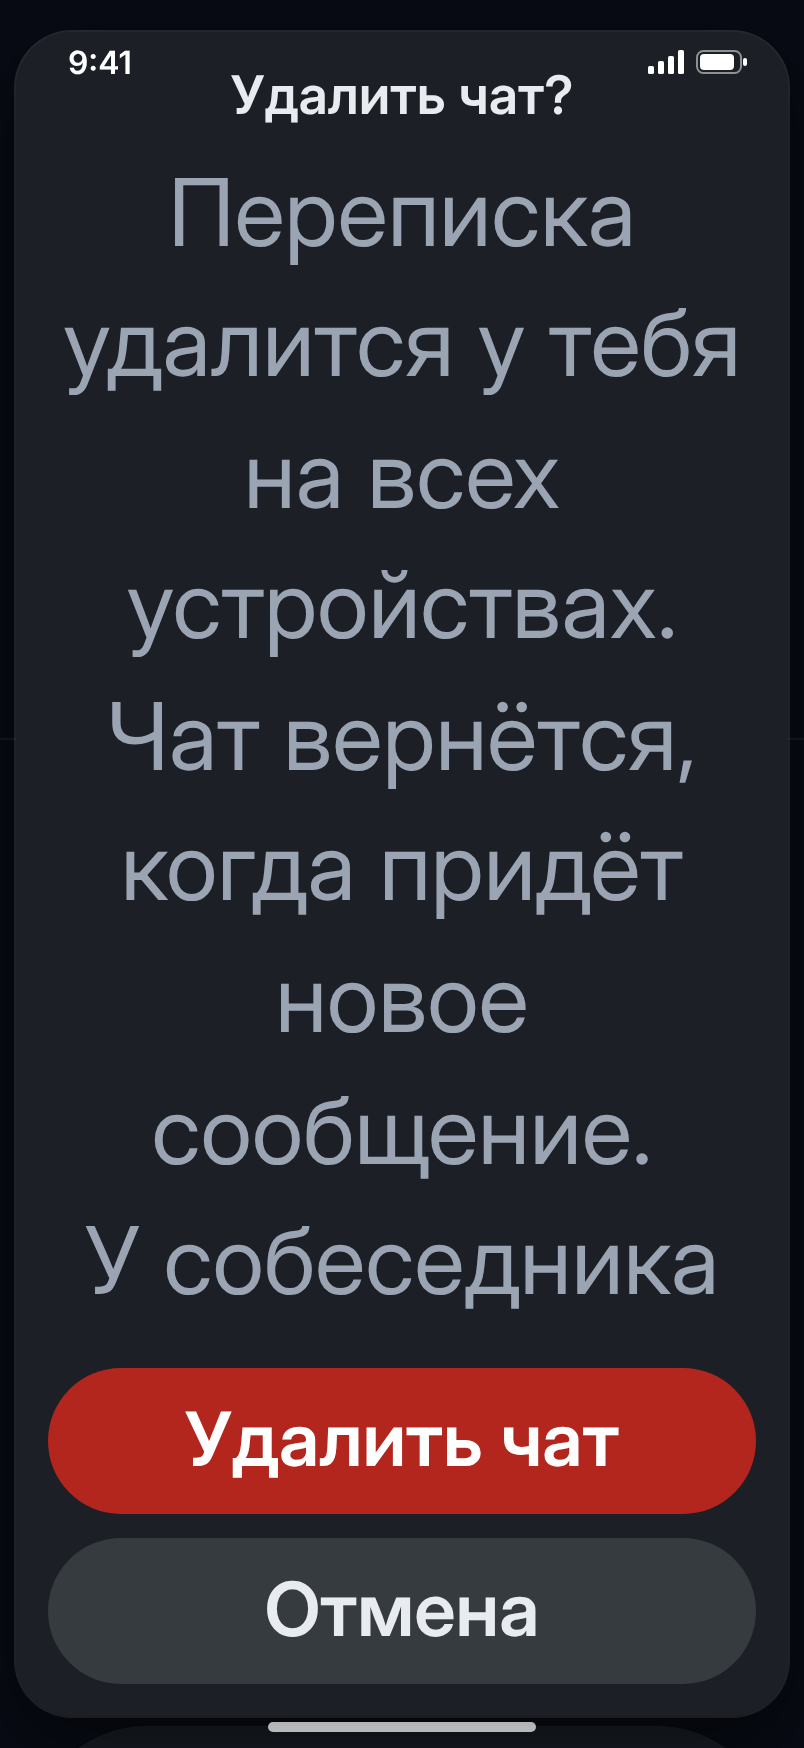 9:41
Удалить чат?
Переписка
удалится у тебя
на всех
устройствах.
Чат вернётся,
когда придёт
новое
сообщение.
У собеседника
Удалить чат
Отмена